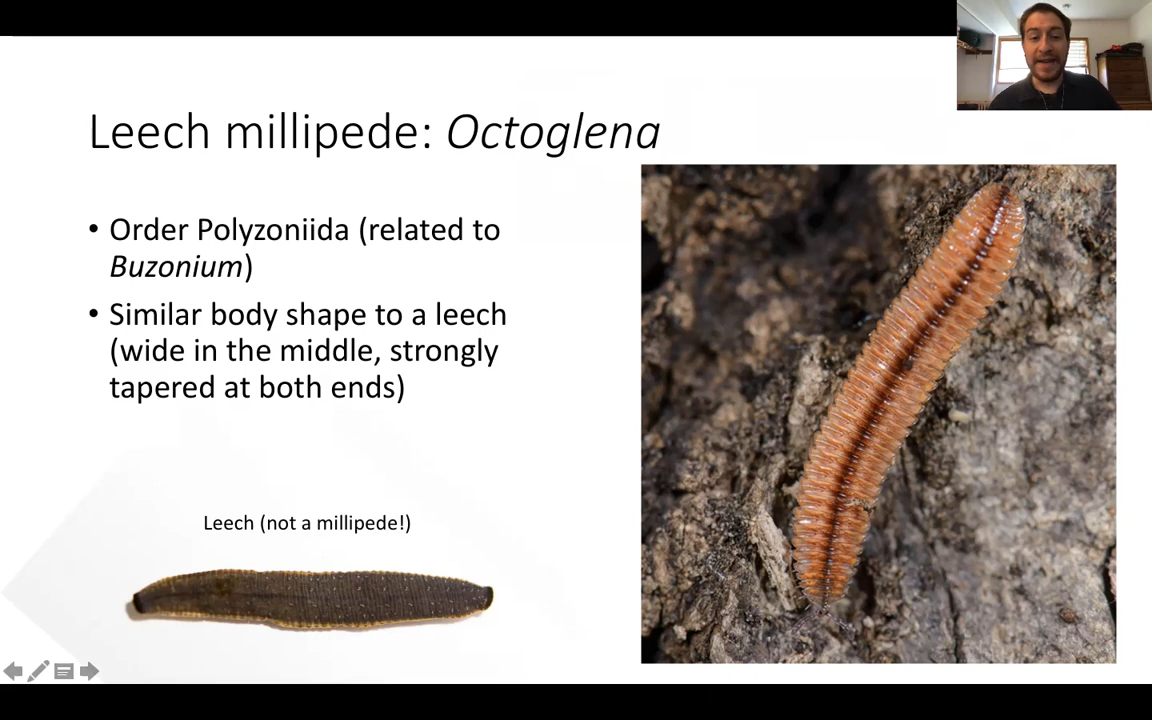 Leech millipede: Octoglena
• Order Polyzoniida (related to
Buzonium)
• Similar body shape to a leech
(wide in the middle, strongly
tapered at both ends)
Leech (not a millipede!)